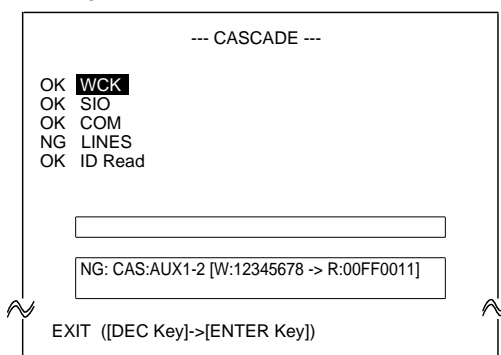 --- CASCADE ---
OK WCK
OK SIO
OK COM
NG LINES
OK ID Read
NG: CAS:AUX1-2 [W:12345678 -> R:00FF0011]
EXIT ([DEC Key]->[ENTER Key])